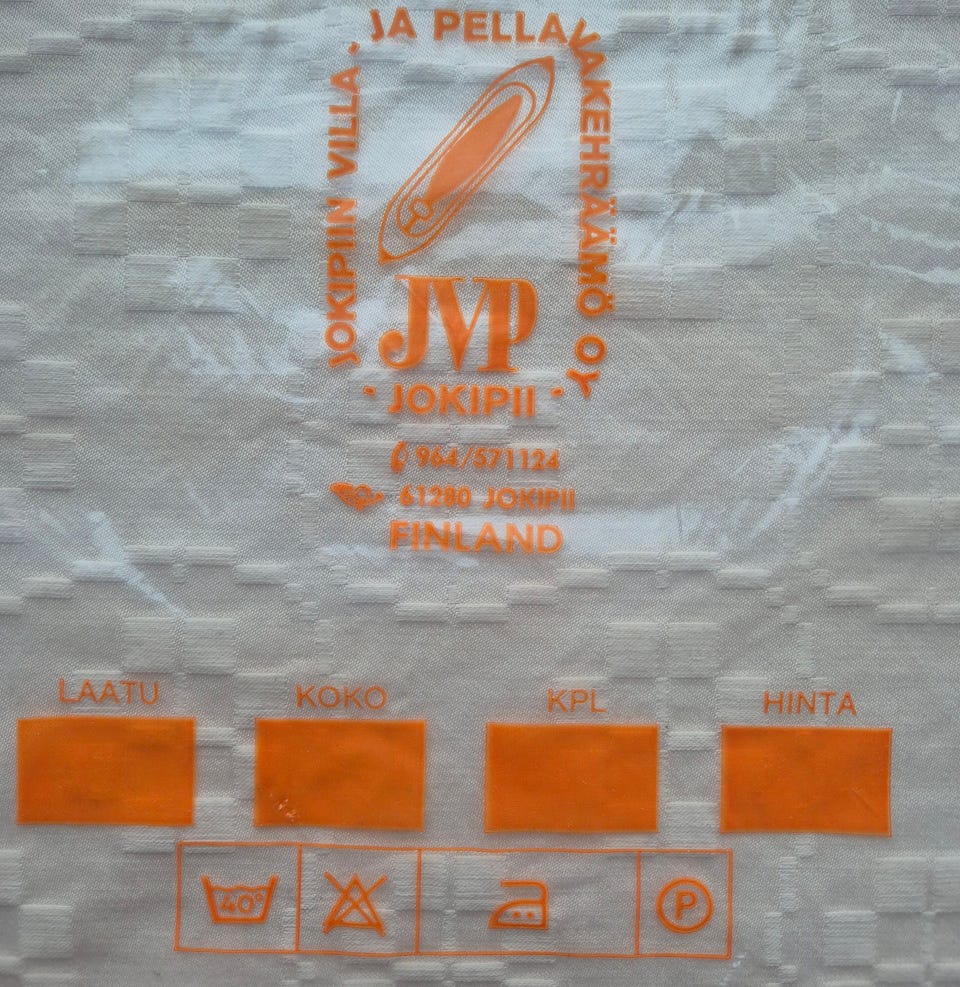 JOKIPIIN VILLA- JA PELLAVAKEHRÄÄMÖ OY
JVP
· JOKIPII ·
964/571124
61280 JOKIPII
FINLAND
LAATU KOKO KPL HINTA
40° P